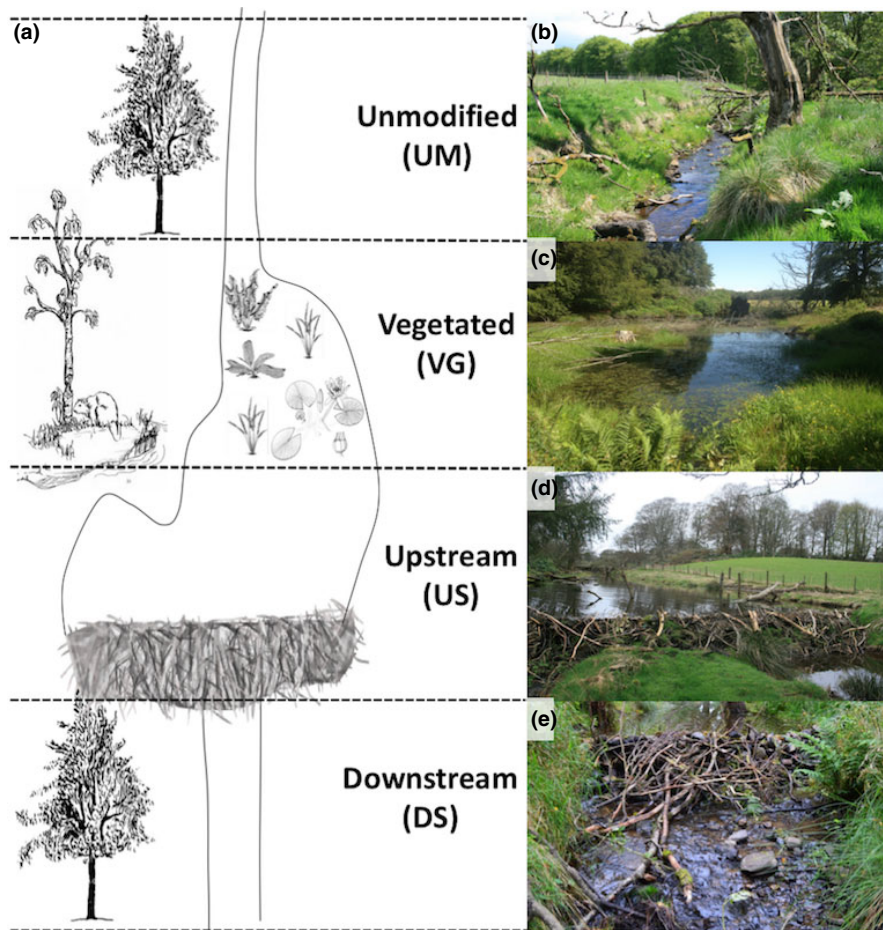 (a)
Unmodified
(UM)
(b)
Vegetated
(VG)
(c)
Upstream
(US)
(d)
Downstream
(DS)
(e)